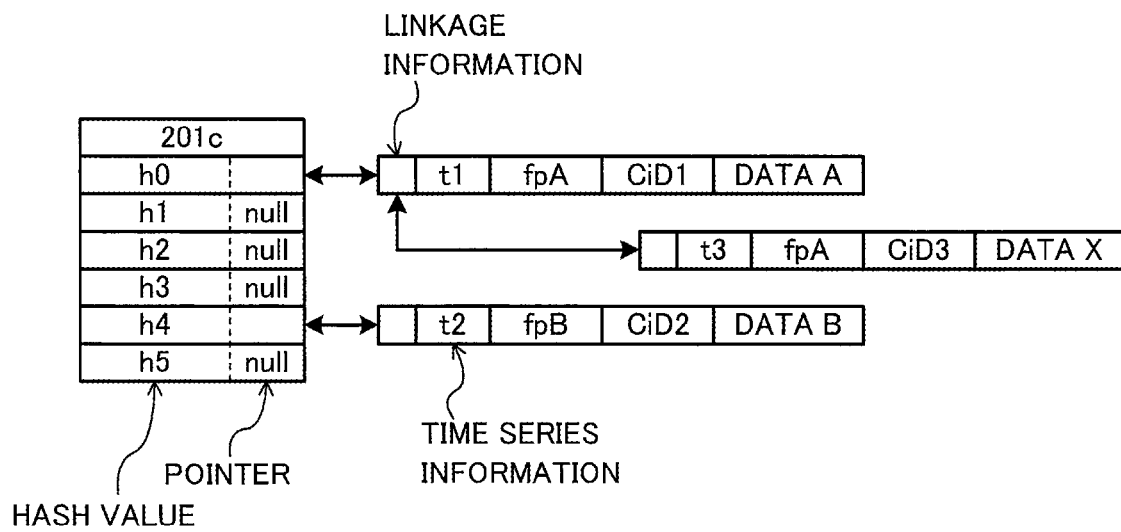 LINKAGE
INFORMATION
201c
h0 t1 fpA CiD1 DATA A
h1 null
h2 null t3 fpA CiD3 DATA X
h3 null
h4 t2 fpB CiD2 DATA B
h5 null
TIME SERIES
INFORMATION
POINTER
HASH VALUE